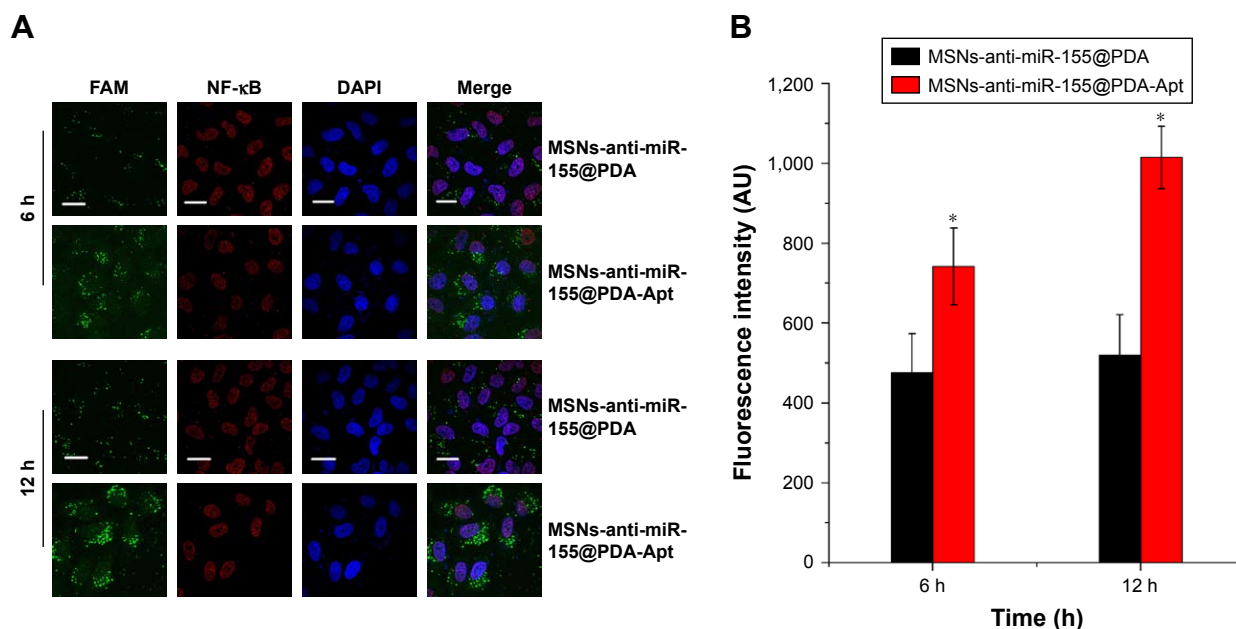 A
FAM NF-κB DAPI Merge
6 h
MSNs-anti-miR-
155@PDA
MSNs-anti-miR-
155@PDA-Apt
12 h
MSNs-anti-miR-
155@PDA
MSNs-anti-miR-
155@PDA-Apt
B
MSNs-anti-miR-155@PDA
MSNs-anti-miR-155@PDA-Apt
Fluorescence intensity (AU)
1,200
1,000
800
600
400
200
0
*
*
6 h 12 h
Time (h)